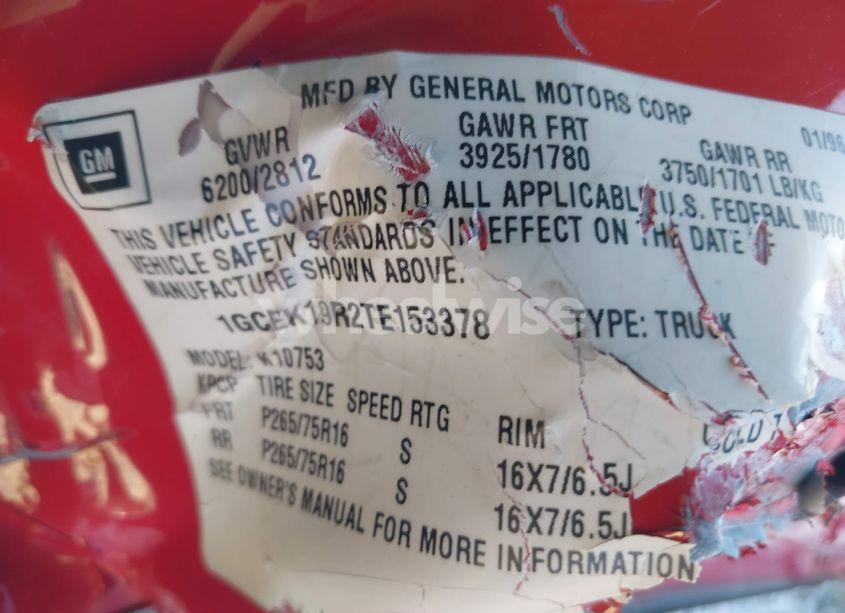 GM
MFD BY GENERAL MOTORS CORP
01/96
GVWR GAWR FRT GAWR RR
6200/2812 3925/1780 3750/1701 LB/KG
THIS VEHICLE CONFORMS TO ALL APPLICABLE U.S. FEDERAL MOTO
VEHICLE SAFETY STANDARDS IN EFFECT ON THE DATE
MANUFACTURE SHOWN ABOVE.
1GCEK19R2TE153378 TYPE: TRUCK
MODEL: K10753
TIRE SIZE SPEED RTG RIM COLD
FRT P265/75R16 S 16X7/6.5J
RR P265/75R16 S 16X7/6.5J
SEE OWNER'S MANUAL FOR MORE INFORMATION